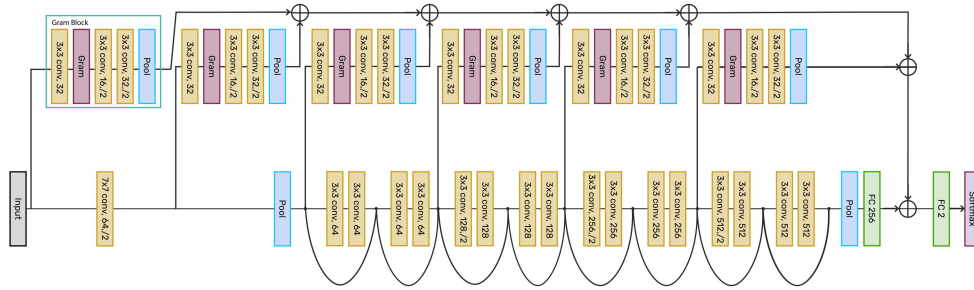 Gram Block
3x3 conv. 32
Gram
3x3 conv. 16,/2
3x3 conv. 32,/2
Pool
3x3 conv. 32
Gram
3x3 conv. 16,/2
3x3 conv. 32,/2
Pool
3x3 conv. 32
Gram
3x3 conv. 16,/2
3x3 conv. 32,/2
Pool
3x3 conv. 32
Gram
3x3 conv. 16,/2
3x3 conv. 32,/2
Pool
3x3 conv. 32
Gram
3x3 conv. 16,/2
3x3 conv. 32,/2
Pool
3x3 conv. 32
Gram
3x3 conv. 16,/2
3x3 conv. 32,/2
Pool
Input
7x7 conv. 64,/2
Pool
3x3 conv. 64
3x3 conv. 64
3x3 conv. 64
3x3 conv. 64
3x3 conv. 128,/2
3x3 conv. 128
3x3 conv. 128
3x3 conv. 128
3x3 conv. 256,/2
3x3 conv. 256
3x3 conv. 256
3x3 conv. 256
3x3 conv. 512,/2
3x3 conv. 512
3x3 conv. 512
3x3 conv. 512
Pool
FC 256
FC 2
Softmax